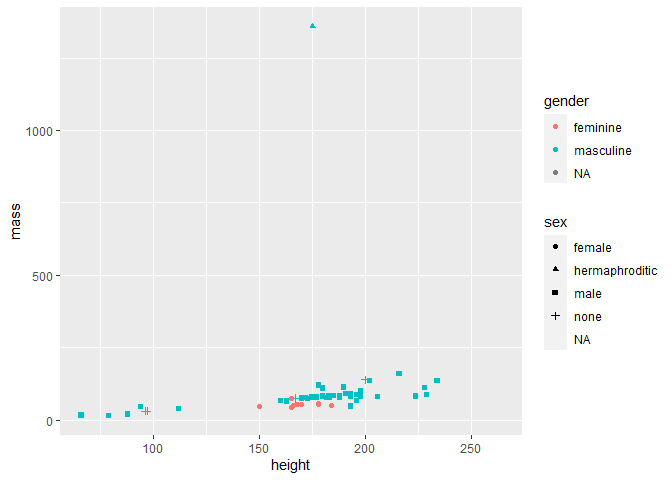 1000
500
0
mass
100
150
200
250
height
gender
feminine
masculine
NA
sex
female
hermaphroditic
male
none
NA